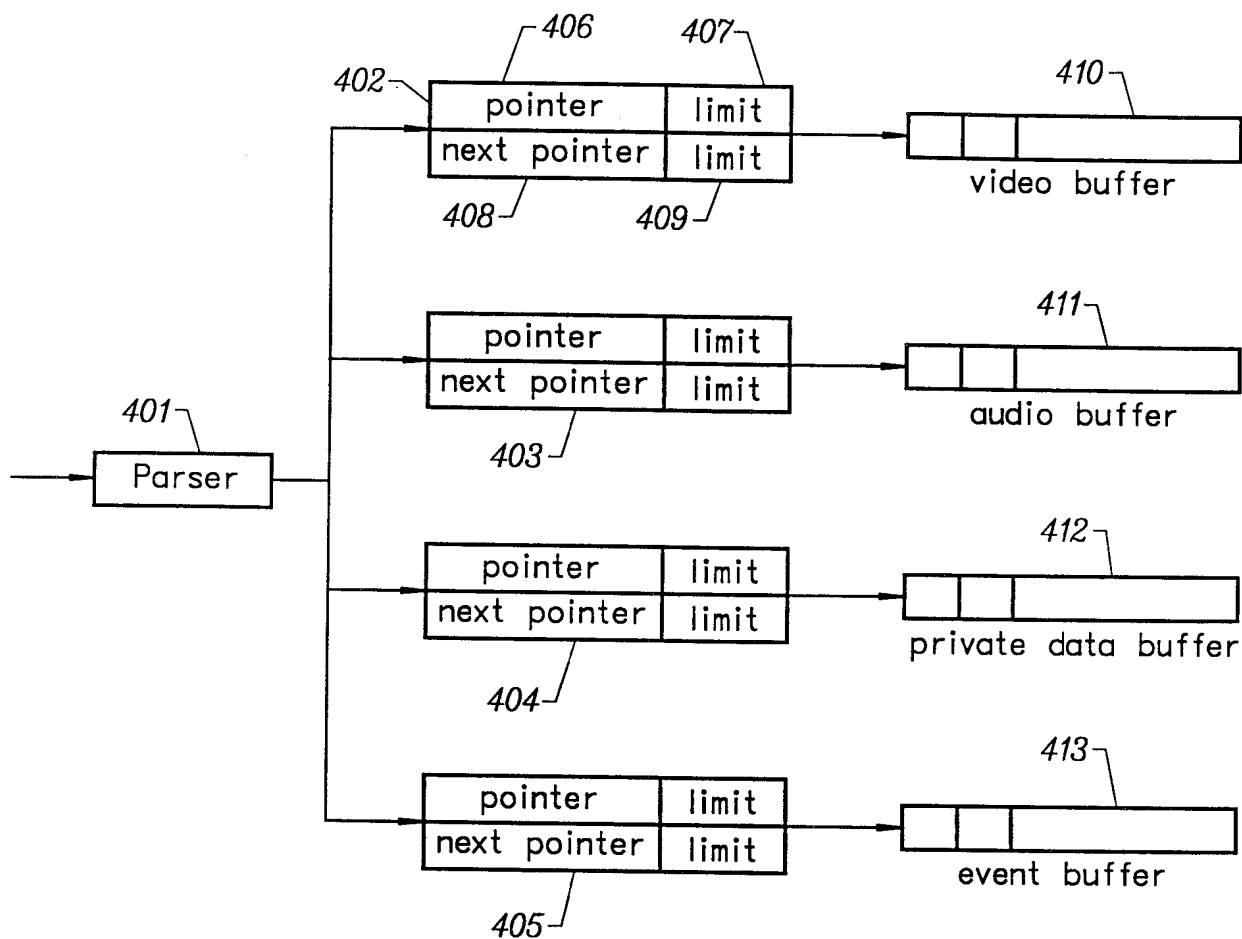 406
407
402
pointer limit
next pointer limit
408
409
410
video buffer
pointer limit
next pointer limit
403
411
audio buffer
401
Parser
pointer limit
next pointer limit
404
412
private data buffer
pointer limit
next pointer limit
405
413
event buffer